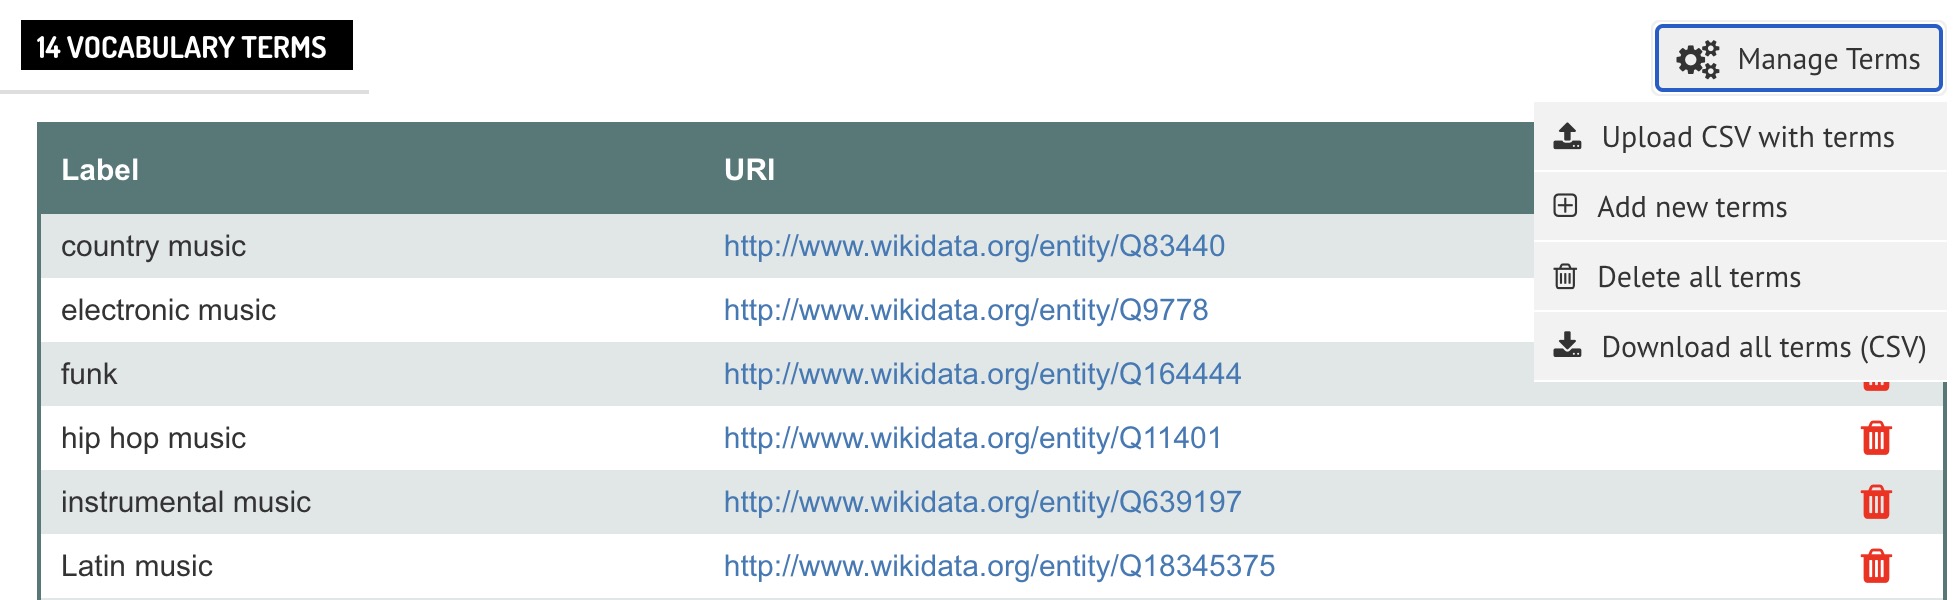 14 VOCABULARY TERMS
Manage Terms
Upload CSV with terms
Add new terms
Delete all terms
Download all terms (CSV)
Label URI
country music http://www.wikidata.org/entity/Q83440
electronic music http://www.wikidata.org/entity/Q9778
funk http://www.wikidata.org/entity/Q164444
hip hop music http://www.wikidata.org/entity/Q11401
instrumental music http://www.wikidata.org/entity/Q639197
Latin music http://www.wikidata.org/entity/Q18345375